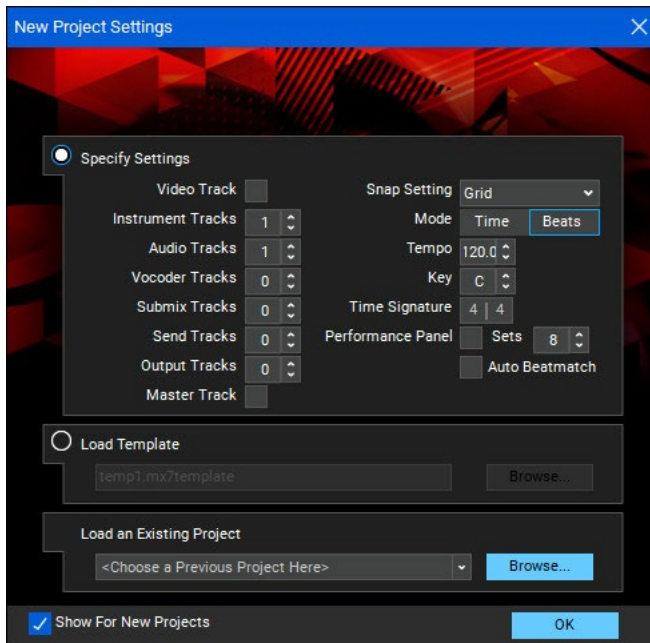 New Project Settings
Specify Settings
Video Track
Instrument Tracks 1
Audio Tracks 1
Vocoder Tracks 0
Submix Tracks 0
Send Tracks 0
Output Tracks 0
Master Track
Snap Setting Grid
Mode Time Beats
Tempo 120.0
Key C
Time Signature 4 | 4
Performance Panel Sets 8
Auto Beatmatch
Load Template
temp1.mx7template Browse...
Load an Existing Project
<Choose a Previous Project Here> Browse...
Show For New Projects OK